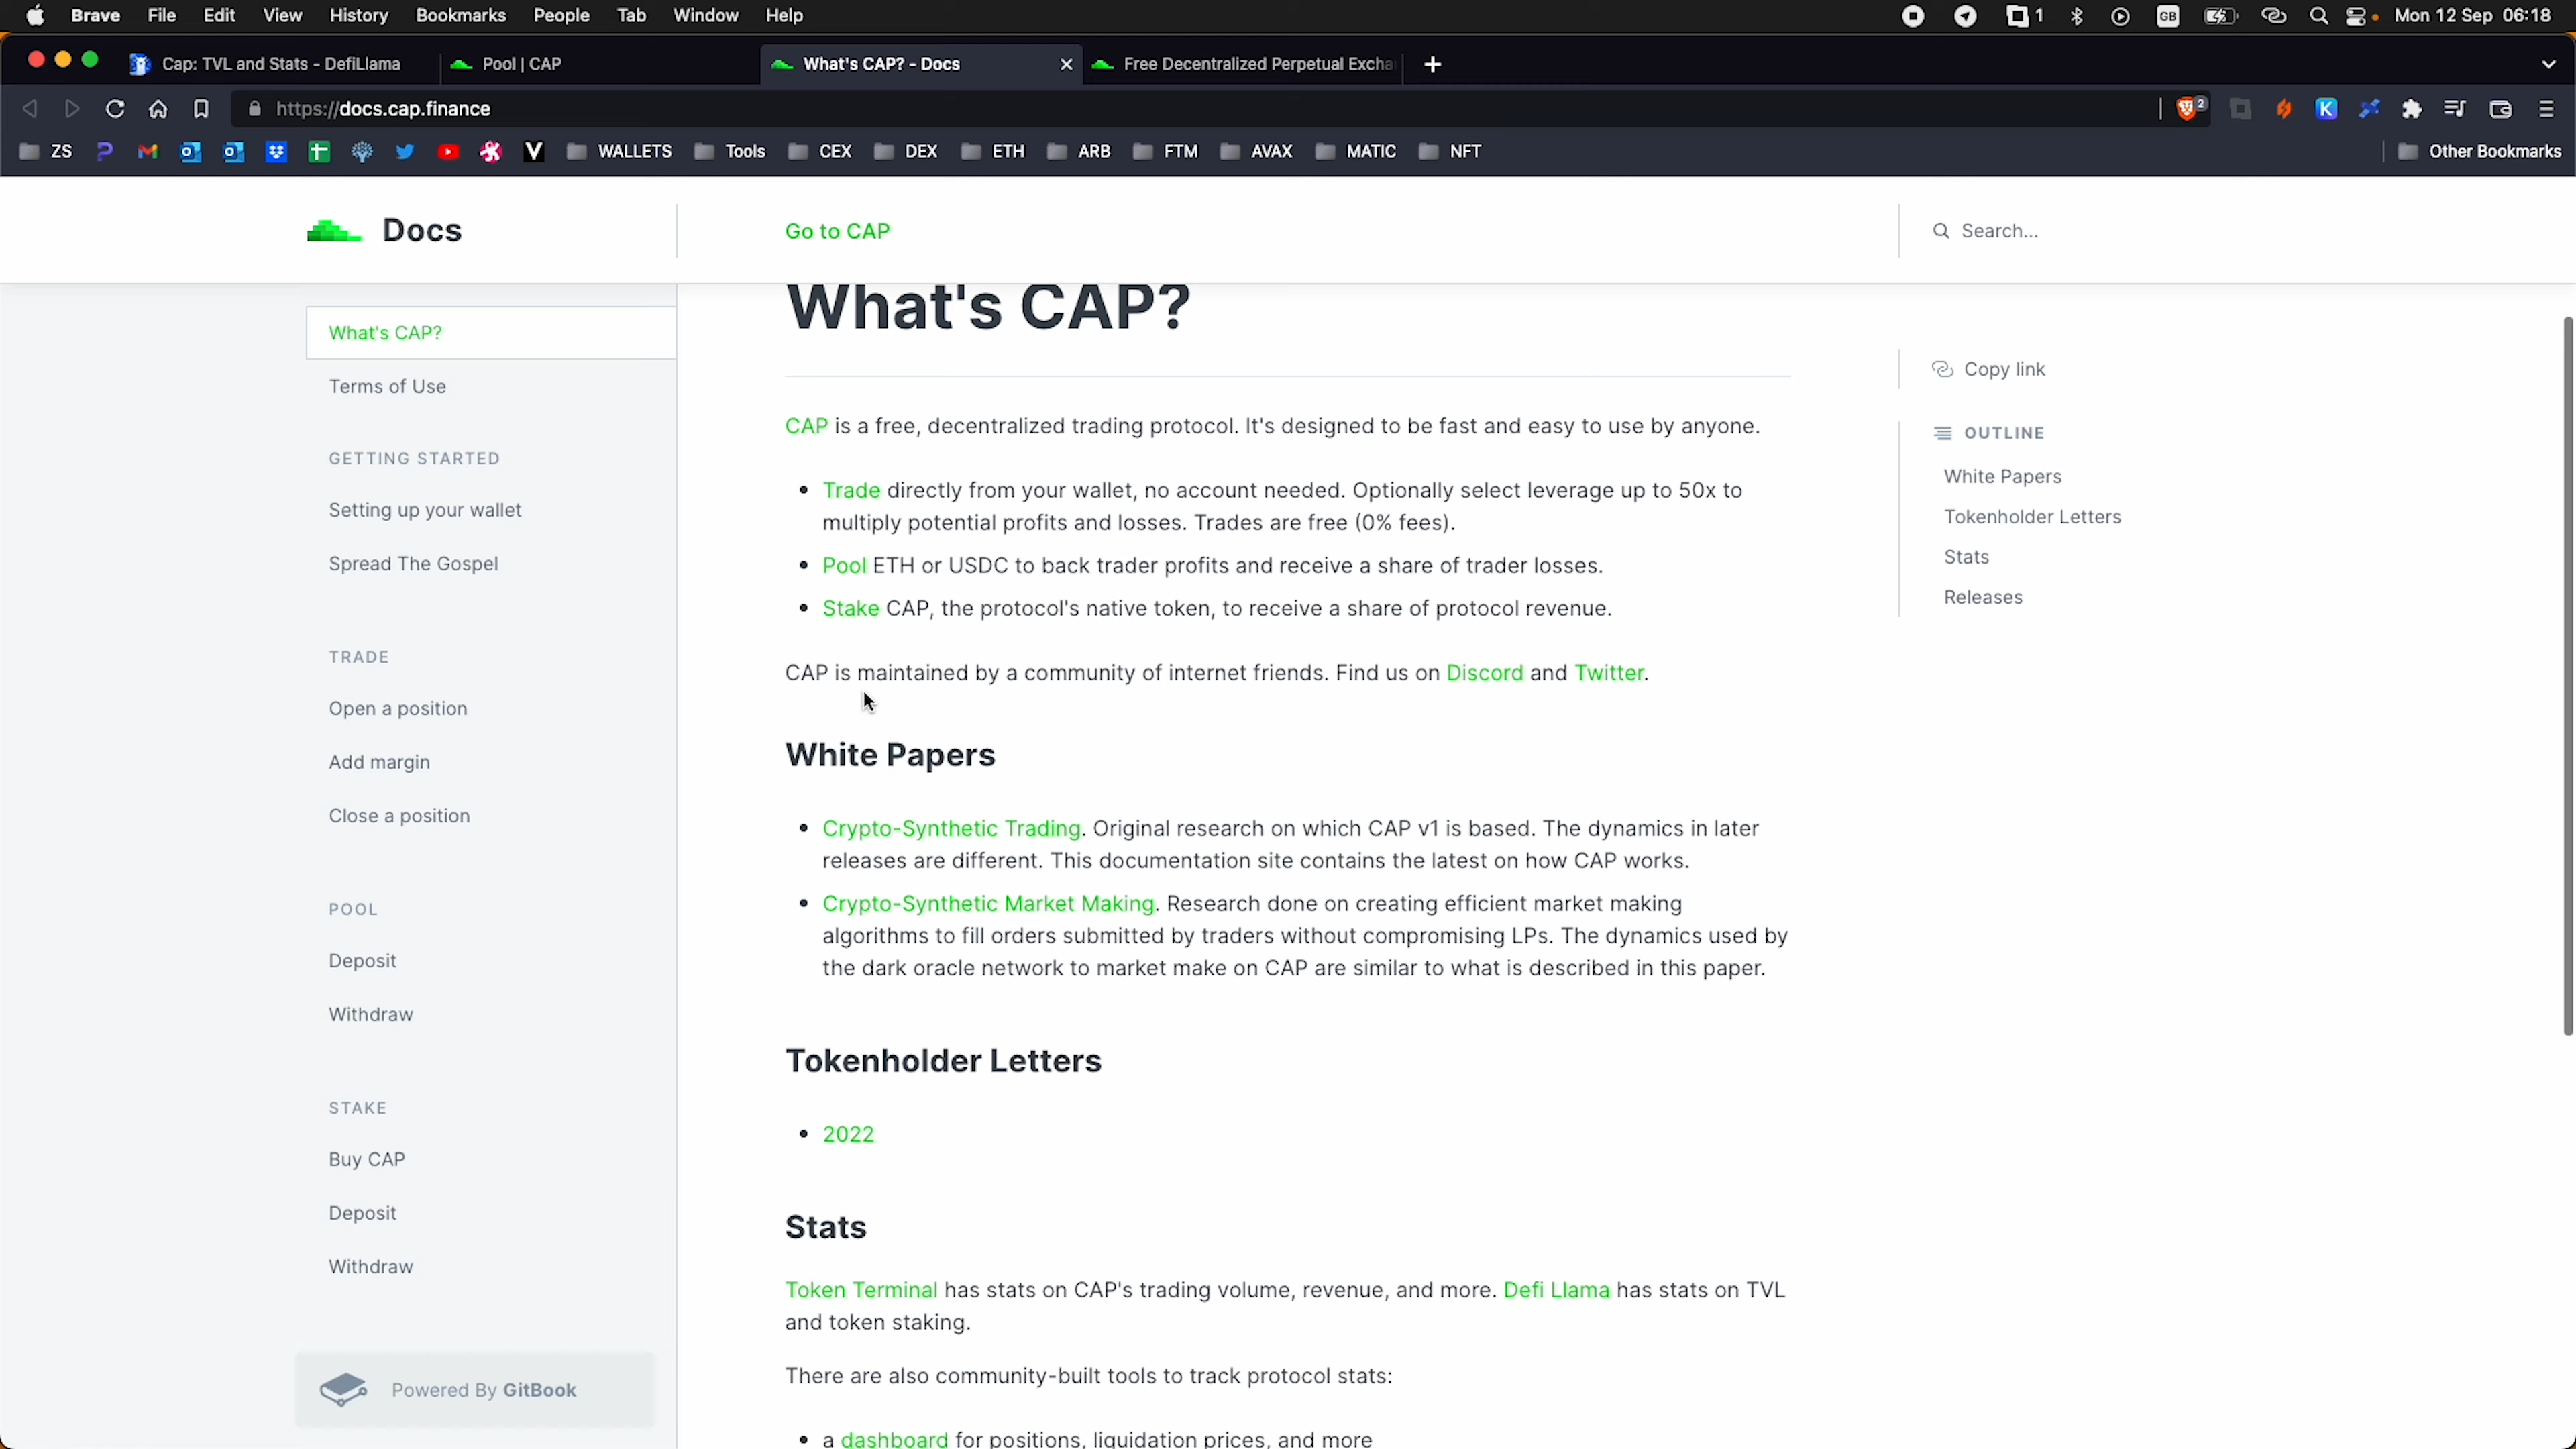 Brave File Edit View History Bookmarks People Tab Window Help 1 GB Mon 12 Sep 06:18
Cap: TVL and Stats - DefiLlama Pool | CAP What's CAP? - Docs Free Decentralized Perpetual Excha
https://docs.cap.finance 2
ZS WALLETS Tools CEX DEX ETH ARB FTM AVAX MATIC NFT Other Bookmarks
Docs
Go to CAP
Search...
What's CAP?
Terms of Use
GETTING STARTED
Setting up your wallet
Spread The Gospel
TRADE
Open a position
Add margin
Close a position
POOL
Deposit
Withdraw
STAKE
Buy CAP
Deposit
Withdraw
Powered By GitBook
What's CAP?
CAP is a free, decentralized trading protocol. It's designed to be fast and easy to use by anyone.
• Trade directly from your wallet, no account needed. Optionally select leverage up to 50x to
multiply potential profits and losses. Trades are free (0% fees).
• Pool ETH or USDC to back trader profits and receive a share of trader losses.
• Stake CAP, the protocol's native token, to receive a share of protocol revenue.
CAP is maintained by a community of internet friends. Find us on Discord and Twitter.
White Papers
• Crypto-Synthetic Trading. Original research on which CAP v1 is based. The dynamics in later
releases are different. This documentation site contains the latest on how CAP works.
• Crypto-Synthetic Market Making. Research done on creating efficient market making
algorithms to fill orders submitted by traders without compromising LPs. The dynamics used by
the dark oracle network to market make on CAP are similar to what is described in this paper.
Tokenholder Letters
• 2022
Stats
Token Terminal has stats on CAP's trading volume, revenue, and more. Defi Llama has stats on TVL
and token staking.
There are also community-built tools to track protocol stats:
• a dashboard for positions, liquidation prices, and more
Copy link
OUTLINE
White Papers
Tokenholder Letters
Stats
Releases